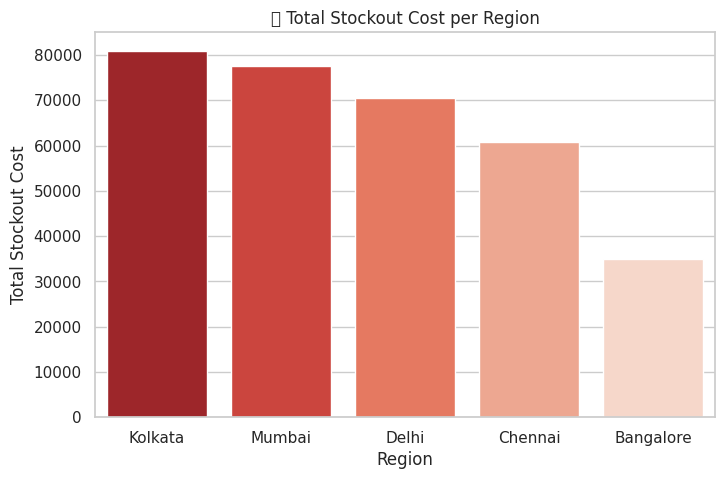 Total Stockout Cost per Region
80000
70000
60000
50000
40000
30000
20000
10000
0
Total Stockout Cost
Kolkata Mumbai Delhi Chennai Bangalore
Region